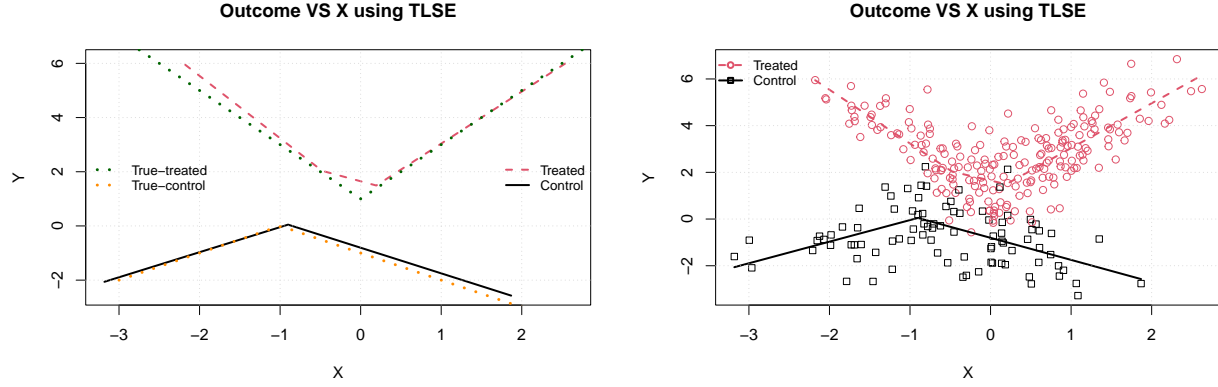 Outcome VS X using TLSE
Y
6
4
2
0
−2
True−treated
True−control
Treated
Control
−3 −2 −1 0 1 2
X
Outcome VS X using TLSE
Y
6
4
2
0
−2
Treated
Control
−3 −2 −1 0 1 2
X